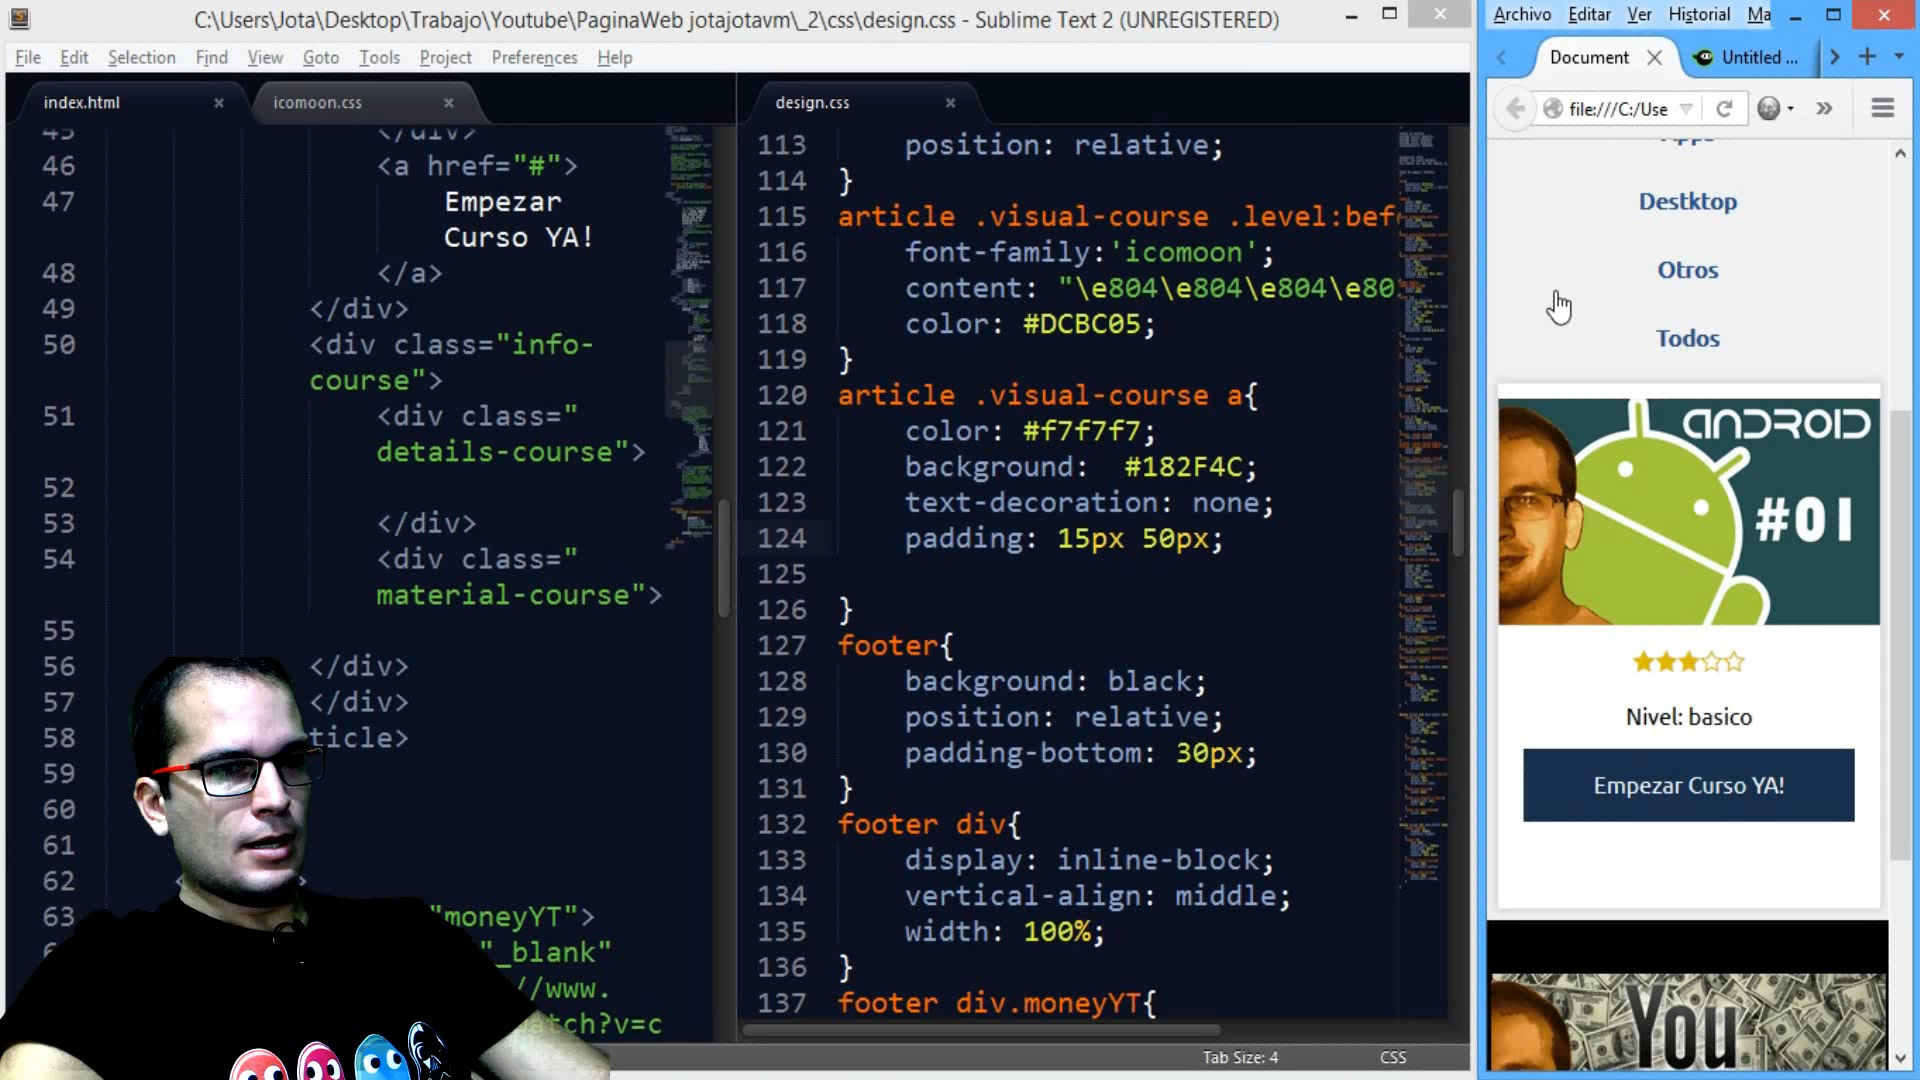 C:\Users\Jota\Desktop\Trabajo\Youtube\PaginaWeb jotajotavm\_2\css\design.css - Sublime Text 2 (UNREGISTERED)
File Edit Selection Find View Goto Tools Project Preferences Help
index.html
icomoon.css
45 </div>
46 <a href="#">
47 Empezar
Curso YA!
48 </a>
49 </div>
50 <div class="info-
course">
51 <div class="
details-course">
52
53 </div>
54 <div class="
material-course">
55
56 </div>
57 </div>
58 ticle>
59
60
61
62
63 "moneyYT">
"_blank"
//www.
atch?v=c
design.css
113 position: relative;
114 }
115 article .visual-course .level:bef
116 font-family:'icomoon';
117 content: "\e804\e804\e804\e80
118 color: #DCBC05;
119 }
120 article .visual-course a{
121 color: #f7f7f7;
122 background: #182F4C;
123 text-decoration: none;
124 padding: 15px 50px;
125
126 }
127 footer{
128 background: black;
129 position: relative;
130 padding-bottom: 30px;
131 }
132 footer div{
133 display: inline-block;
134 vertical-align: middle;
135 width: 100%;
136 }
137 footer div.moneyYT{
Tab Size: 4
CSS
Archivo Editar Ver Historial Ma
Document
Untitled ...
file:///C:/Use
Apps
Destktop
Otros
Todos
ANDROID
#01
Nivel: basico
Empezar Curso YA!
You